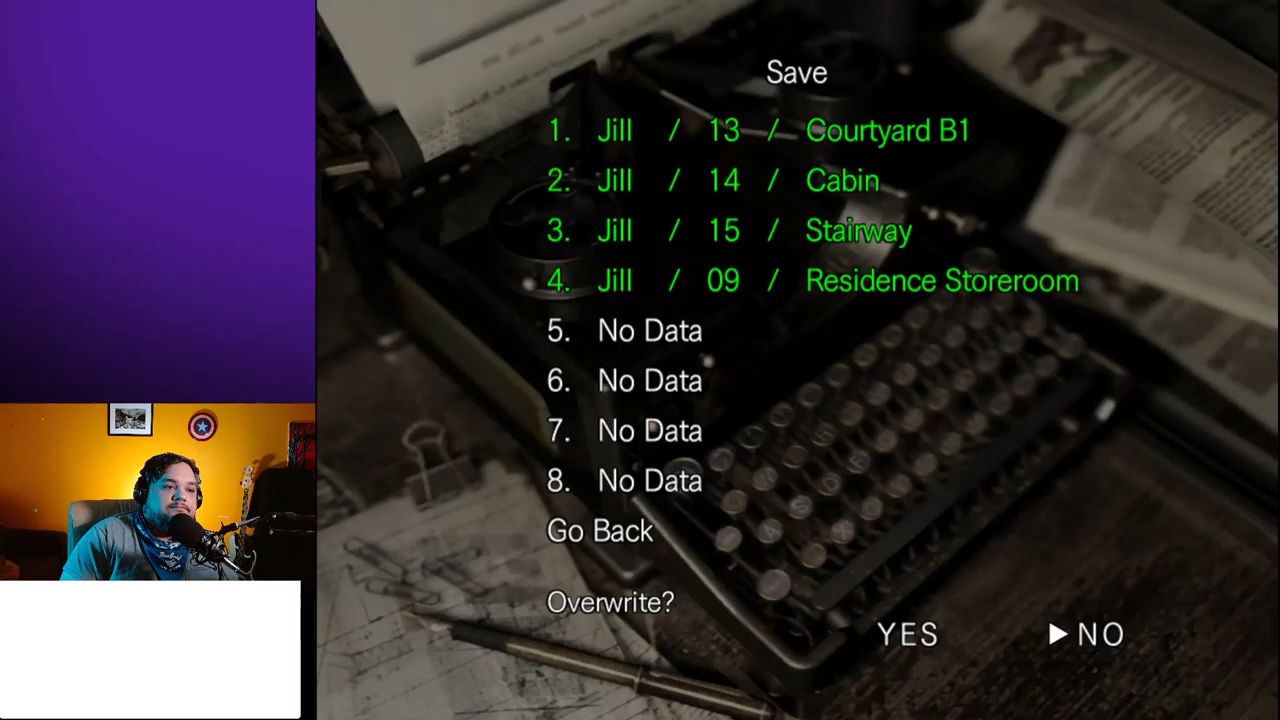 Save
1. Jill / 13 / Courtyard B1
2. Jill / 14 / Cabin
3. Jill / 15 / Stairway
4. Jill / 09 / Residence Storeroom
5. No Data
6. No Data
7. No Data
8. No Data
Go Back
Overwrite?
YES ▶NO